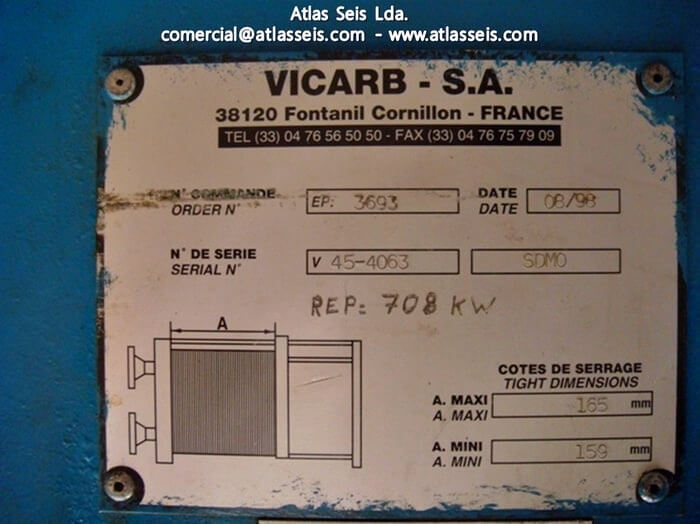 Atlas Seis Lda.
comercial@atlasseis.com - www.atlasseis.com
VICARB - S.A.
38120 Fontanil Cornillon - FRANCE
TEL (33) 04 76 56 50 50 - FAX (33) 04 76 75 79 09
N° COMMANDE EP: 3693 DATE 08/98
ORDER N° DATE
N° DE SERIE V 45-4063 SDMO
SERIAL N°
REP: 708 KW
A
COTES DE SERRAGE
TIGHT DIMENSIONS
A. MAXI 165 mm
A. MAXI
A. MINI 159 mm
A. MINI